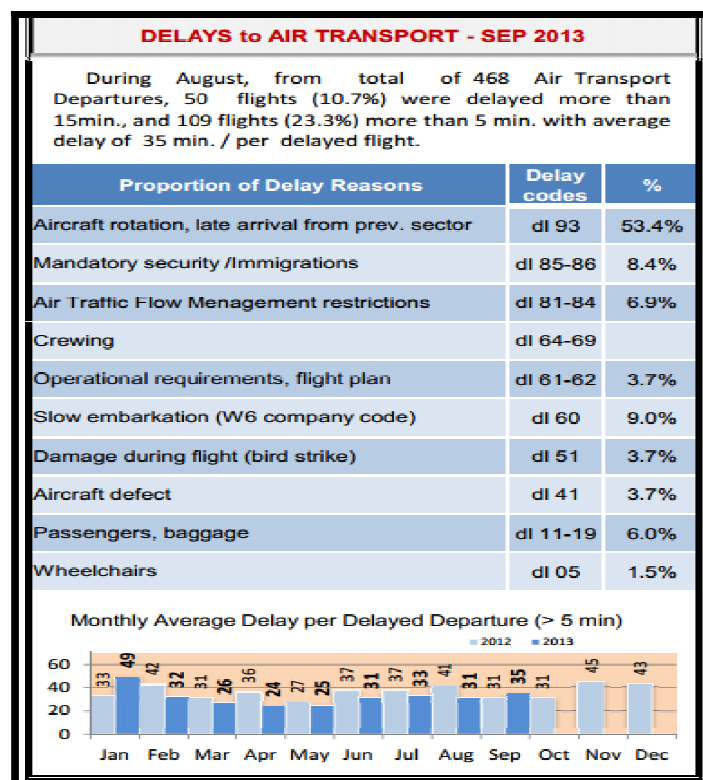 DELAYS to AIR TRANSPORT - SEP 2013
During August, from total of 468 Air Transport
Departures, 50 flights (10.7%) were delayed more than
15min., and 109 flights (23.3%) more than 5 min. with average
delay of 35 min. / per delayed flight.
Proportion of Delay Reasons Delay codes %
Aircraft rotation, late arrival from prev. sector dl 93 53.4%
Mandatory security /Immigrations dl 85-86 8.4%
Air Traffic Flow Menagement restrictions dl 81-84 6.9%
Crewing dl 64-69
Operational requirements, flight plan dl 61-62 3.7%
Slow embarkation (W6 company code) dl 60 9.0%
Damage during flight (bird strike) dl 51 3.7%
Aircraft defect dl 41 3.7%
Passengers, baggage dl 11-19 6.0%
Wheelchairs dl 05 1.5%
Monthly Average Delay per Delayed Departure (> 5 min)
2012 2013
60
40
20
0
33 49 42 32 31 26 36 24 27 25 37 31 37 33 41 31 31 35 31 45 43
Jan Feb Mar Apr May Jun Jul Aug Sep Oct Nov Dec